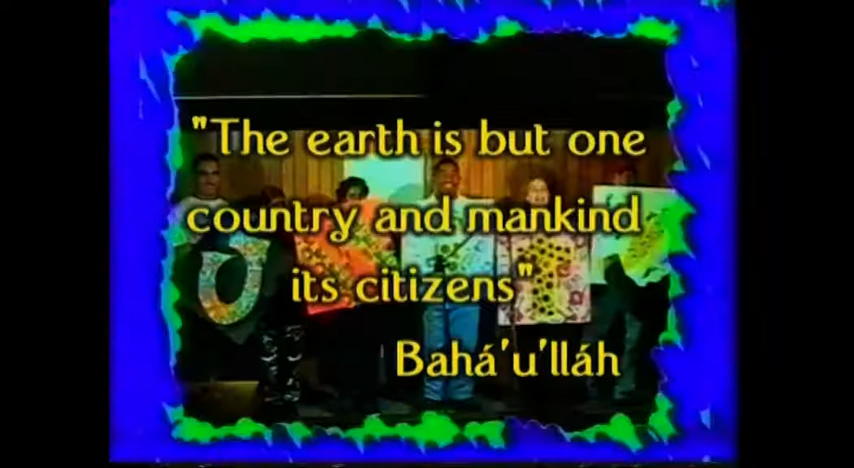 "The earth is but one
country and mankind
its citizens"
Bahá'u'lláh